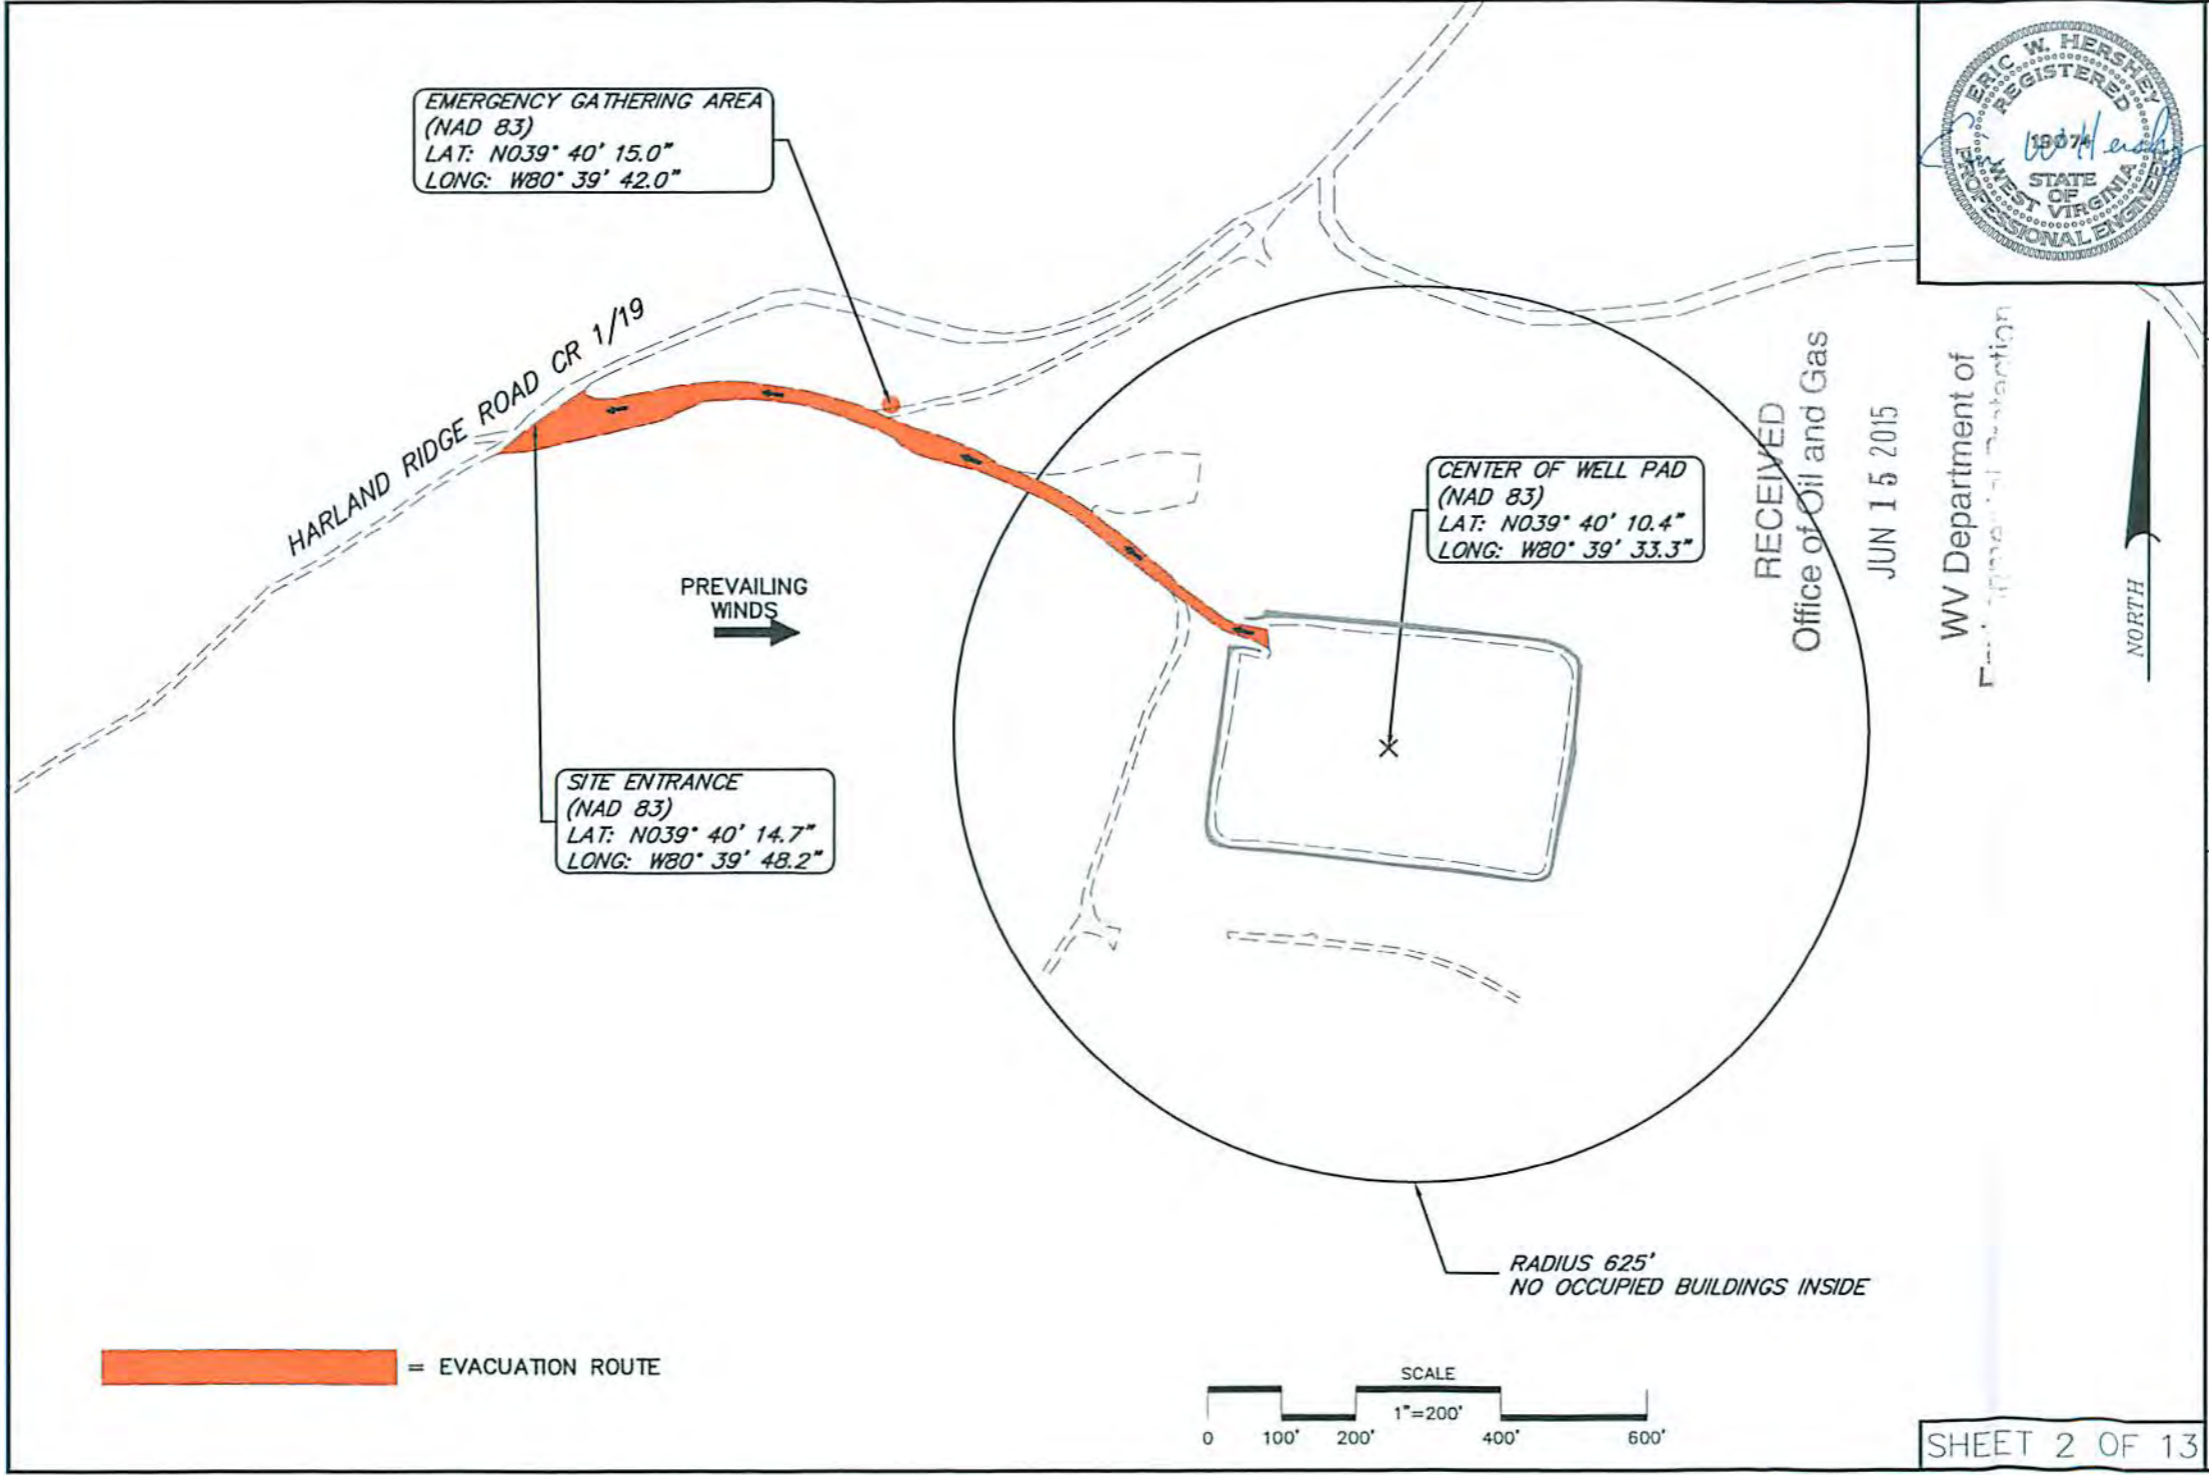 EMERGENCY GATHERING AREA
(NAD 83)
LAT: N039° 40' 15.0"
LONG: W80° 39' 42.0"
ERIC W. HERSHEY
REGISTERED
19074
STATE
OF
WEST VIRGINIA
PROFESSIONAL ENGINEER
HARLAND RIDGE ROAD CR 1/19
CENTER OF WELL PAD
(NAD 83)
LAT: N039° 40' 10.4"
LONG: W80° 39' 33.3"
RECEIVED
Office of Oil and Gas
JUN 15 2015
WV Department of
NORTH
PREVAILING
WINDS
SITE ENTRANCE
(NAD 83)
LAT: N039° 40' 14.7"
LONG: W80° 39' 48.2"
RADIUS 625'
NO OCCUPIED BUILDINGS INSIDE
= EVACUATION ROUTE
SCALE
1"=200'
0 100' 200' 400' 600'
SHEET 2 OF 13